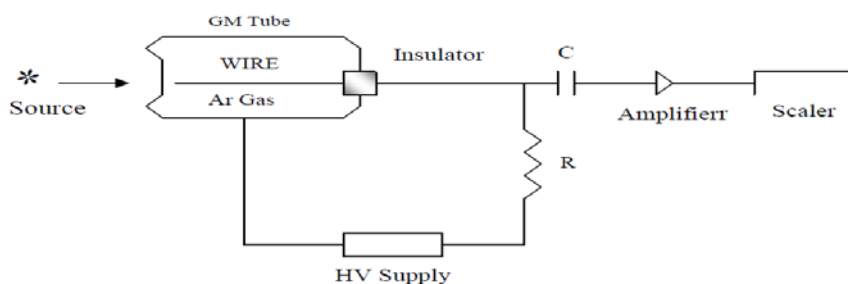 GM Tube
WIRE
Insulator
C
*
Source
Ar Gas
Amplifierr
Scaler
R
HV Supply